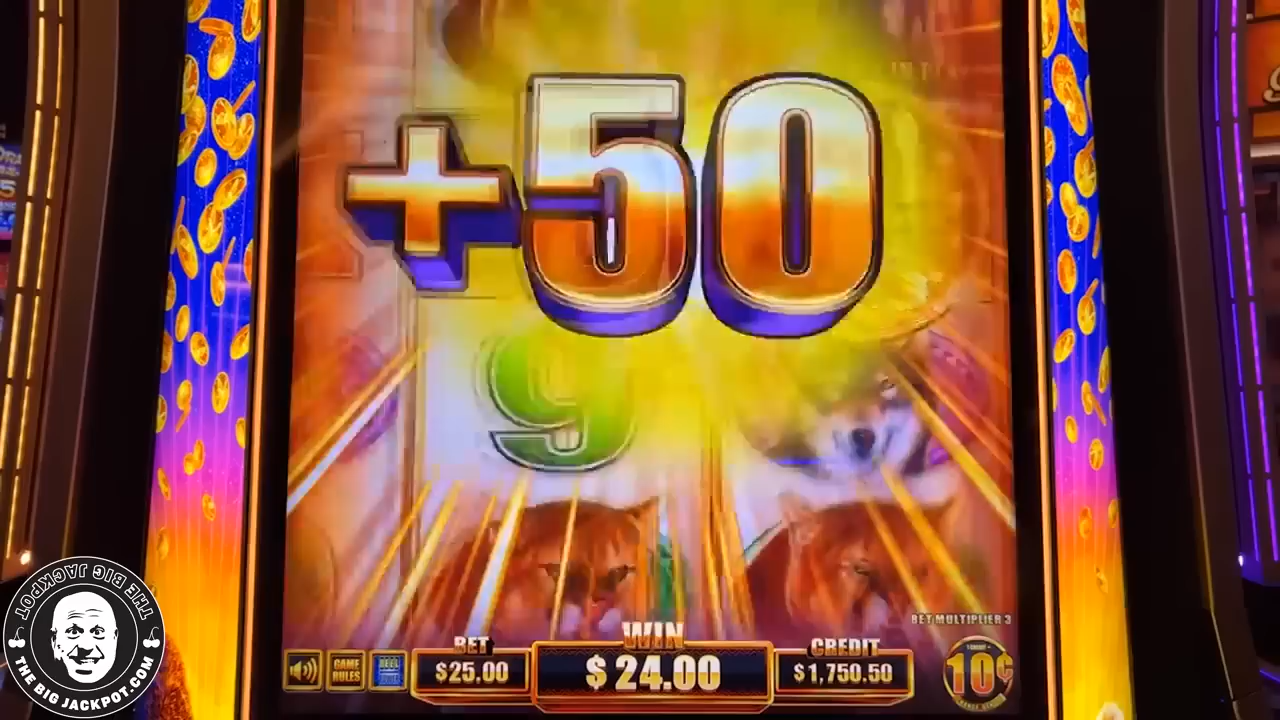 +50
9
BET MULTIPLIER 3
BET
WIN
CREDIT
GAME
RULES
$25.00
$24.00
$1,750.50
10¢
THE BIG JACKPOT
THE BIG JACKPOT.COM